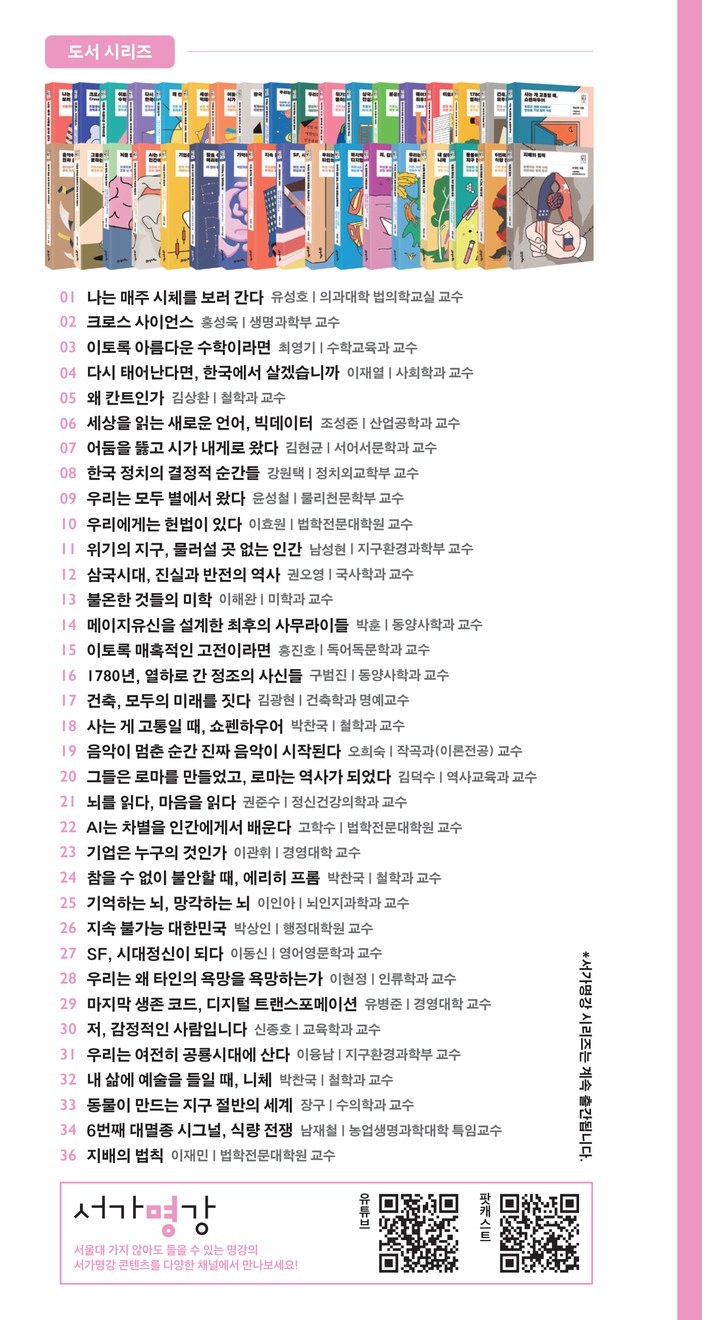 도서 시리즈
사는 게 고통일 때,
쇼펜하우어
지배의 법칙
01 나는 매주 시체를 보러 간다 유성호 | 의과대학 법의학교실 교수
02 크로스 사이언스 홍성욱 | 생명과학부 교수
03 이토록 아름다운 수학이라면 최영기 | 수학교육과 교수
04 다시 태어난다면, 한국에서 살겠습니까 이재열 | 사회학과 교수
05 왜 칸트인가 김상환 | 철학과 교수
06 세상을 읽는 새로운 언어, 빅데이터 조성준 | 산업공학과 교수
07 어둠을 뚫고 시가 내게로 왔다 김현균 | 서어서문학과 교수
08 한국 정치의 결정적 순간들 강원택 | 정치외교학부 교수
09 우리는 모두 별에서 왔다 윤성철 | 물리천문학부 교수
10 우리에게는 헌법이 있다 이효원 | 법학전문대학원 교수
11 위기의 지구, 물러설 곳 없는 인간 남성현 | 지구환경과학부 교수
12 삼국시대, 진실과 반전의 역사 권오영 | 국사학과 교수
13 불온한 것들의 미학 이해완 | 미학과 교수
14 메이지유신을 설계한 최후의 사무라이들 박훈 | 동양사학과 교수
15 이토록 매혹적인 고전이라면 홍진호 | 독어독문학과 교수
16 1780년, 열하로 간 정조의 사신들 구범진 | 동양사학과 교수
17 건축, 모두의 미래를 짓다 김광현 | 건축학과 명예교수
18 사는 게 고통일 때, 쇼펜하우어 박찬국 | 철학과 교수
19 음악이 멈춘 순간 진짜 음악이 시작된다 오희숙 | 작곡과(이론전공) 교수
20 그들은 로마를 만들었고, 로마는 역사가 되었다 김덕수 | 역사교육과 교수
21 뇌를 읽다, 마음을 읽다 권준수 | 정신건강의학과 교수
22 AI는 차별을 인간에게서 배운다 고학수 | 법학전문대학원 교수
23 기업은 누구의 것인가 이관휘 | 경영대학 교수
24 참을 수 없이 불안할 때, 에리히 프롬 박찬국 | 철학과 교수
25 기억하는 뇌, 망각하는 뇌 이인아 | 뇌인지과학과 교수
26 지속 불가능 대한민국 박상인 | 행정대학원 교수
27 SF, 시대정신이 되다 이동신 | 영어영문학과 교수
28 우리는 왜 타인의 욕망을 욕망하는가 이현정 | 인류학과 교수
29 마지막 생존 코드, 디지털 트랜스포메이션 유병준 | 경영대학 교수
30 저, 감정적인 사람입니다 신종호 | 교육학과 교수
31 우리는 여전히 공룡시대에 산다 이융남 | 지구환경과학부 교수
32 내 삶에 예술을 들일 때, 니체 박찬국 | 철학과 교수
33 동물이 만드는 지구 절반의 세계 장구 | 수의학과 교수
34 6번째 대멸종 시그널, 식량 전쟁 남재철 | 농업생명과학대학 특임교수
36 지배의 법칙 이재민 | 법학전문대학원 교수
*서가명강 시리즈는 계속 출간됩니다.
서가명강
서울대 가지 않아도 들을 수 있는 명강의
서가명강 콘텐츠를 다양한 채널에서 만나보세요!
유튜브
팟캐스트